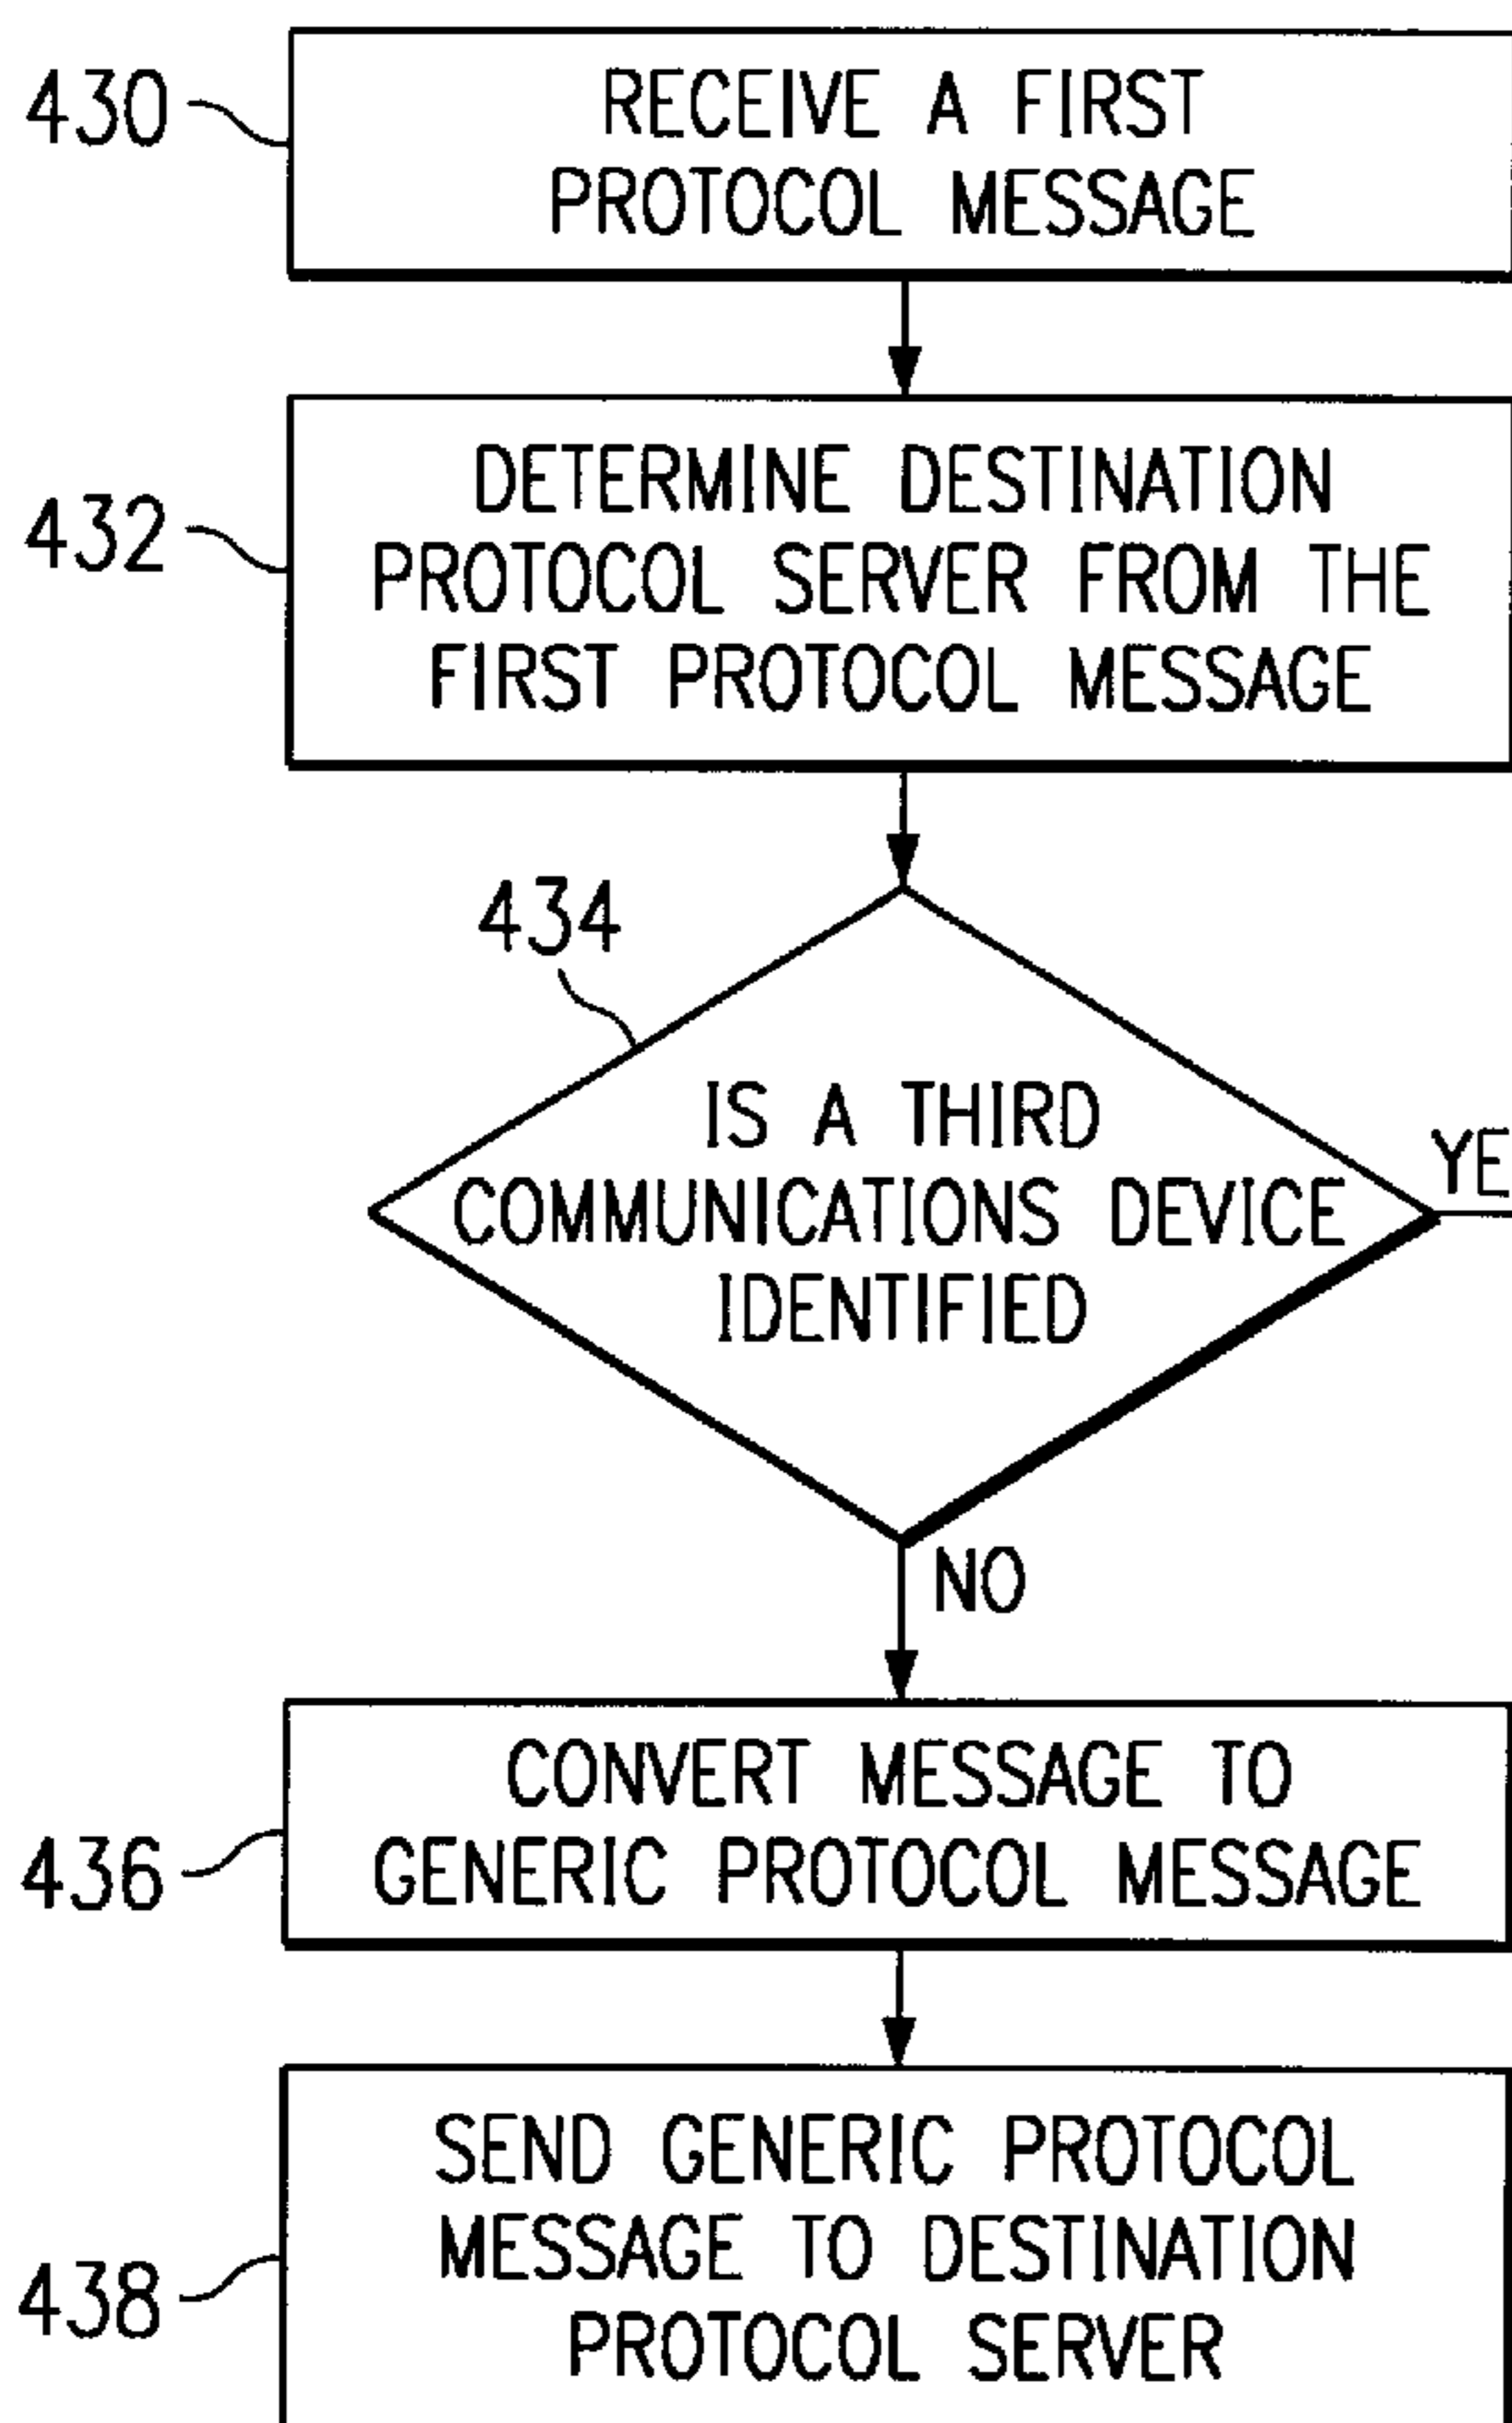 430
RECEIVE A FIRST
PROTOCOL MESSAGE
432
DETERMINE DESTINATION
PROTOCOL SERVER FROM THE
FIRST PROTOCOL MESSAGE
434
IS A THIRD
COMMUNICATIONS DEVICE
IDENTIFIED
YE
NO
436
CONVERT MESSAGE TO
GENERIC PROTOCOL MESSAGE
438
SEND GENERIC PROTOCOL
MESSAGE TO DESTINATION
PROTOCOL SERVER